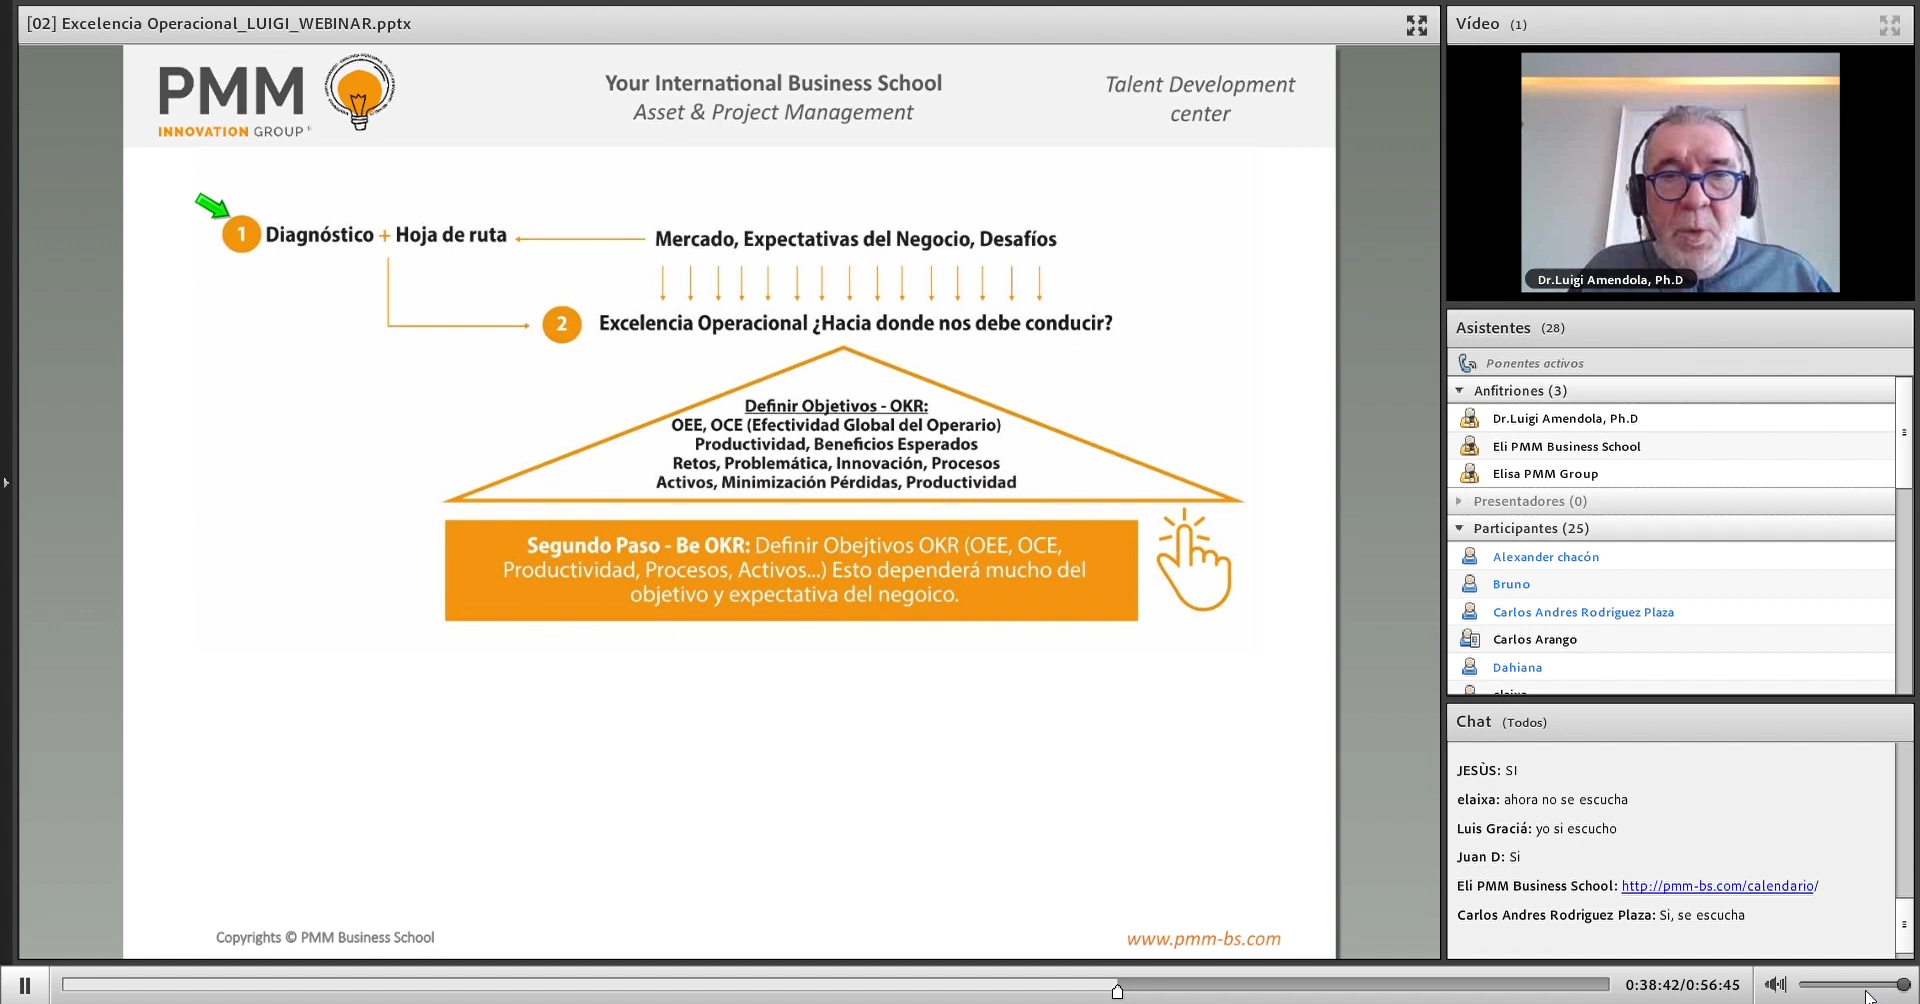 [02] Excelencia Operacional_LUIGI_WEBINAR.pptx
PMM
INNOVATION GROUP
Your International Business School
Asset & Project Management
Talent Development
center
1 Diagnóstico + Hoja de ruta
Mercado, Expectativas del Negocio, Desafíos
2 Excelencia Operacional ¿Hacia donde nos debe conducir?
Definir Objetivos - OKR:
OEE, OCE (Efectividad Global del Operario)
Productividad, Beneficios Esperados
Retos, Problemática, Innovación, Procesos
Activos, Minimización Pérdidas, Productividad
Segundo Paso - Be OKR: Definir Obejtivos OKR (OEE, OCE,
Productividad, Procesos, Activos...) Esto dependerá mucho del
objetivo y expectativa del negoico.
Copyrights © PMM Business School
www.pmm-bs.com
Vídeo (1)
Dr.Luigi Amendola, Ph.D
Asistentes (28)
Ponentes activos
Anfitriones (3)
Dr.Luigi Amendola, Ph.D
Eli PMM Business School
Elisa PMM Group
Presentadores (0)
Participantes (25)
Alexander chacón
Bruno
Carlos Andres Rodriguez Plaza
Carlos Arango
Dahiana
elaixa
Chat (Todos)
JESÙS: SI
elaixa: ahora no se escucha
Luis Graciá: yo si escucho
Juan D: Si
Eli PMM Business School: http://pmm-bs.com/calendario/
Carlos Andres Rodriguez Plaza: Si, se escucha
0:38:42/0:56:45